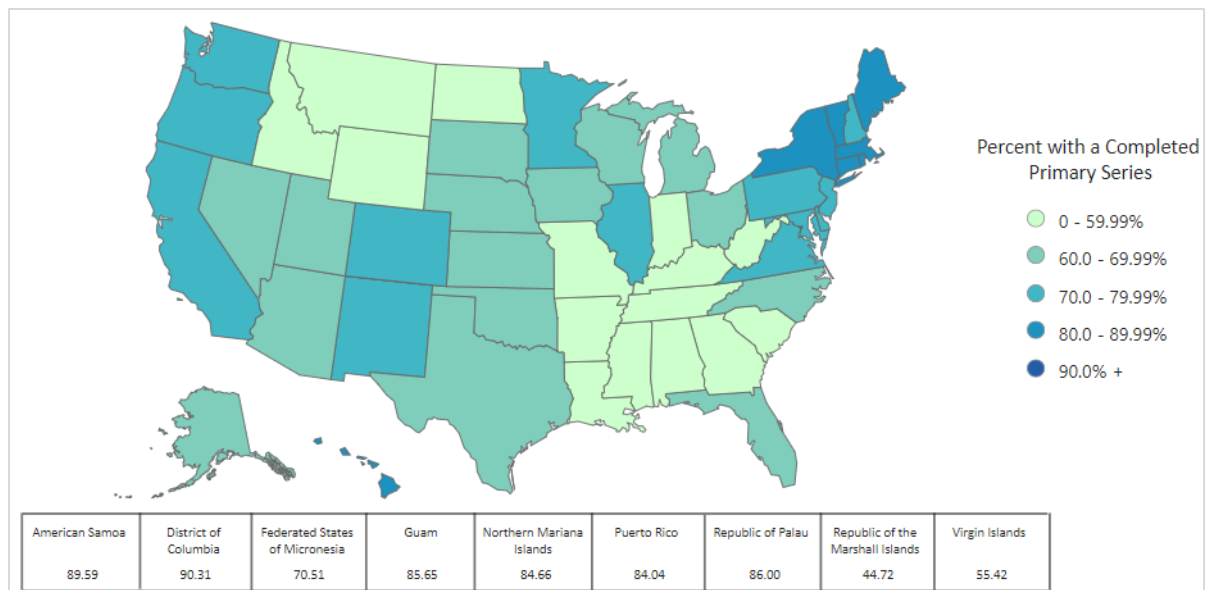 Percent with a Completed
Primary Series
0 - 59.99%
60.0 - 69.99%
70.0 - 79.99%
80.0 - 89.99%
90.0% +
American Samoa
89.59
District of
Columbia
90.31
Federated States
of Micronesia
70.51
Guam
85.65
Northern Mariana
Islands
84.66
Puerto Rico
84.04
Republic of Palau
86.00
Republic of the
Marshall Islands
44.72
Virgin Islands
55.42